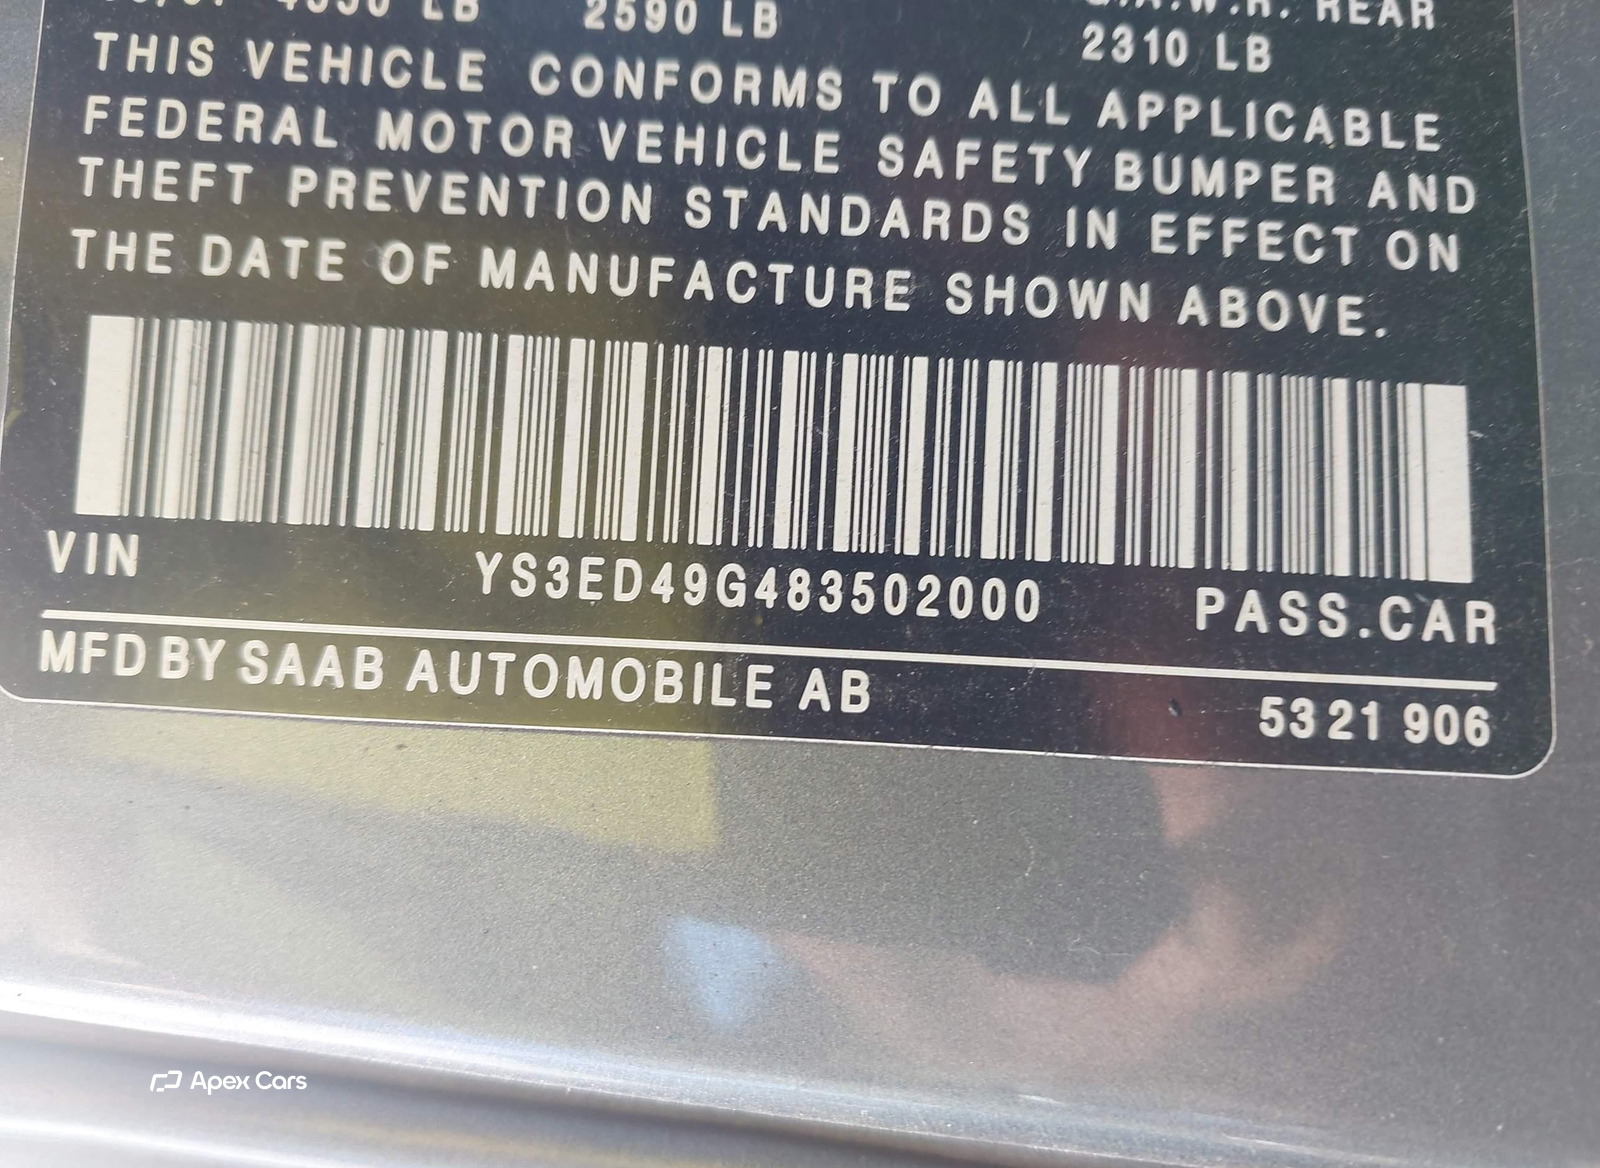 LB 2590 LB REAR
2310 LB
THIS VEHICLE CONFORMS TO ALL APPLICABLE
FEDERAL MOTOR VEHICLE SAFETY BUMPER AND
THEFT PREVENTION STANDARDS IN EFFECT ON
THE DATE OF MANUFACTURE SHOWN ABOVE.
VIN YS3ED49G483502000 PASS.CAR
MFD BY SAAB AUTOMOBILE AB 53 21 906
Apex Cars